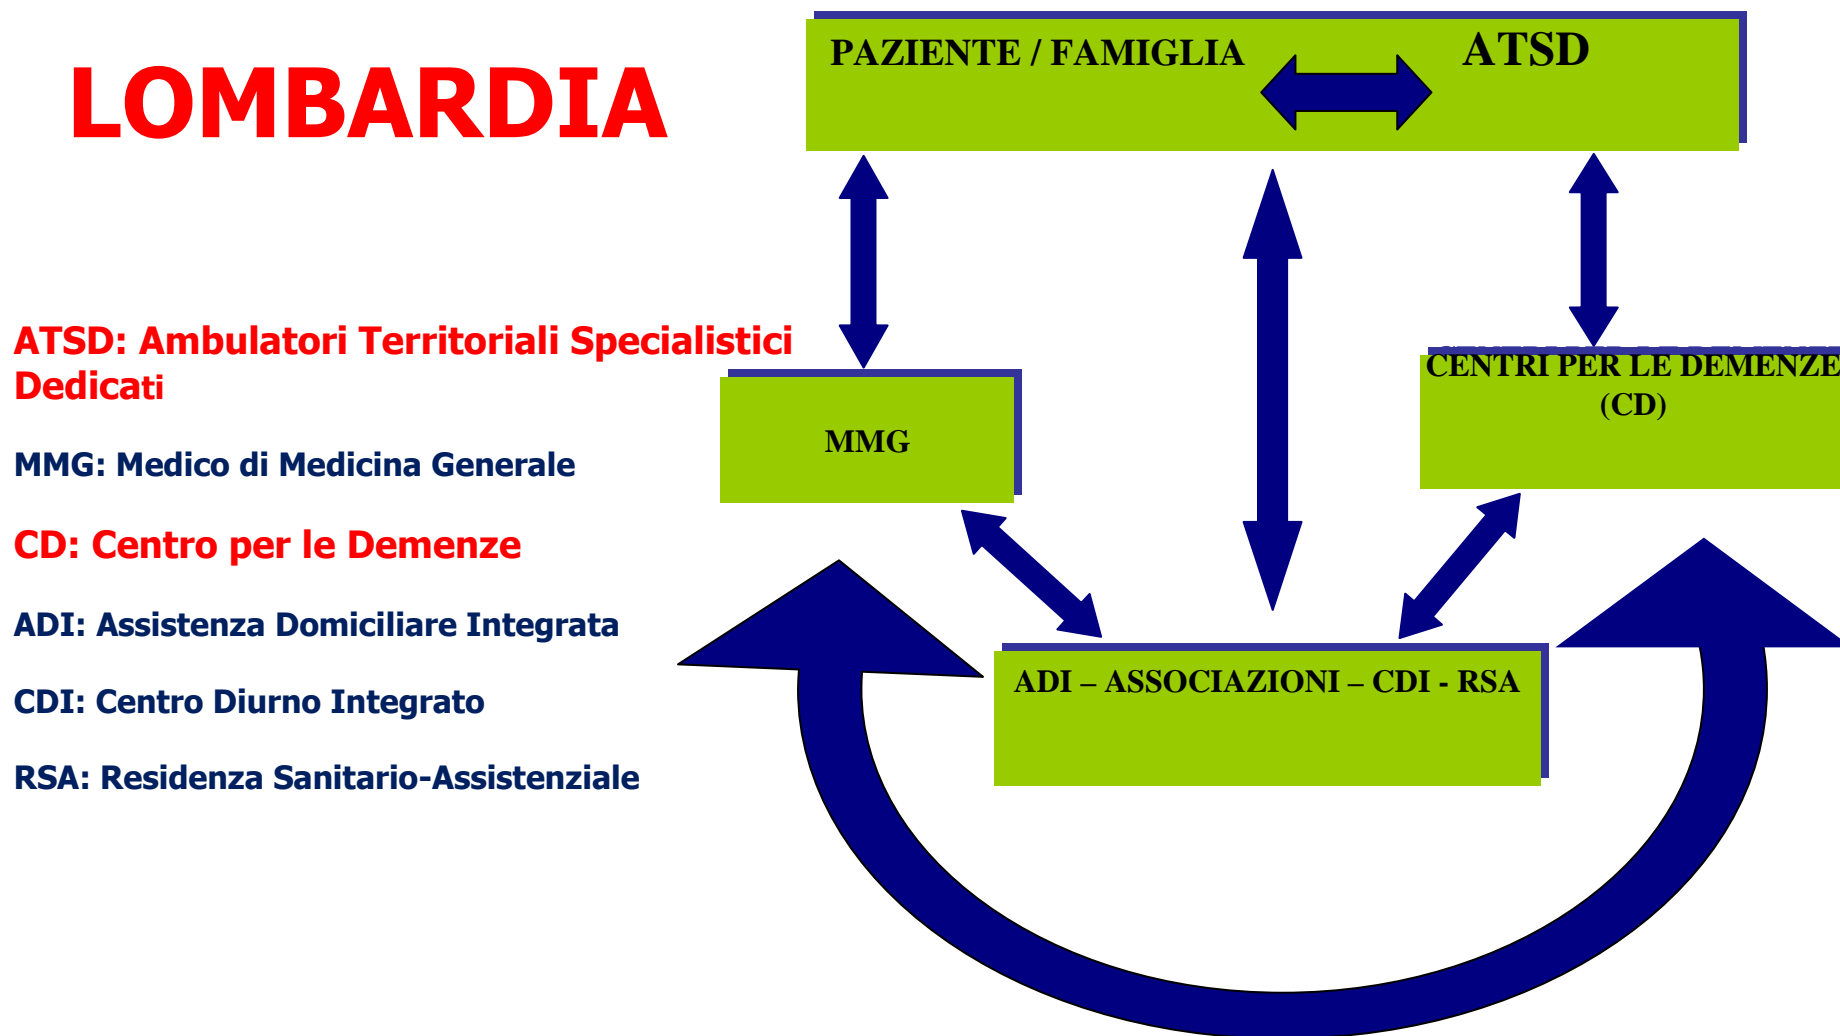 LOMBARDIA
PAZIENTE / FAMIGLIA
ATSD
ATSD: Ambulatori Territoriali Specialistici
Dedicati
MMG: Medico di Medicina Generale
CD: Centro per le Demenze
ADI: Assistenza Domiciliare Integrata
CDI: Centro Diurno Integrato
RSA: Residenza Sanitario-Assistenziale
MMG
CENTRI PER LE DEMENZE
(CD)
ADI – ASSOCIAZIONI – CDI - RSA